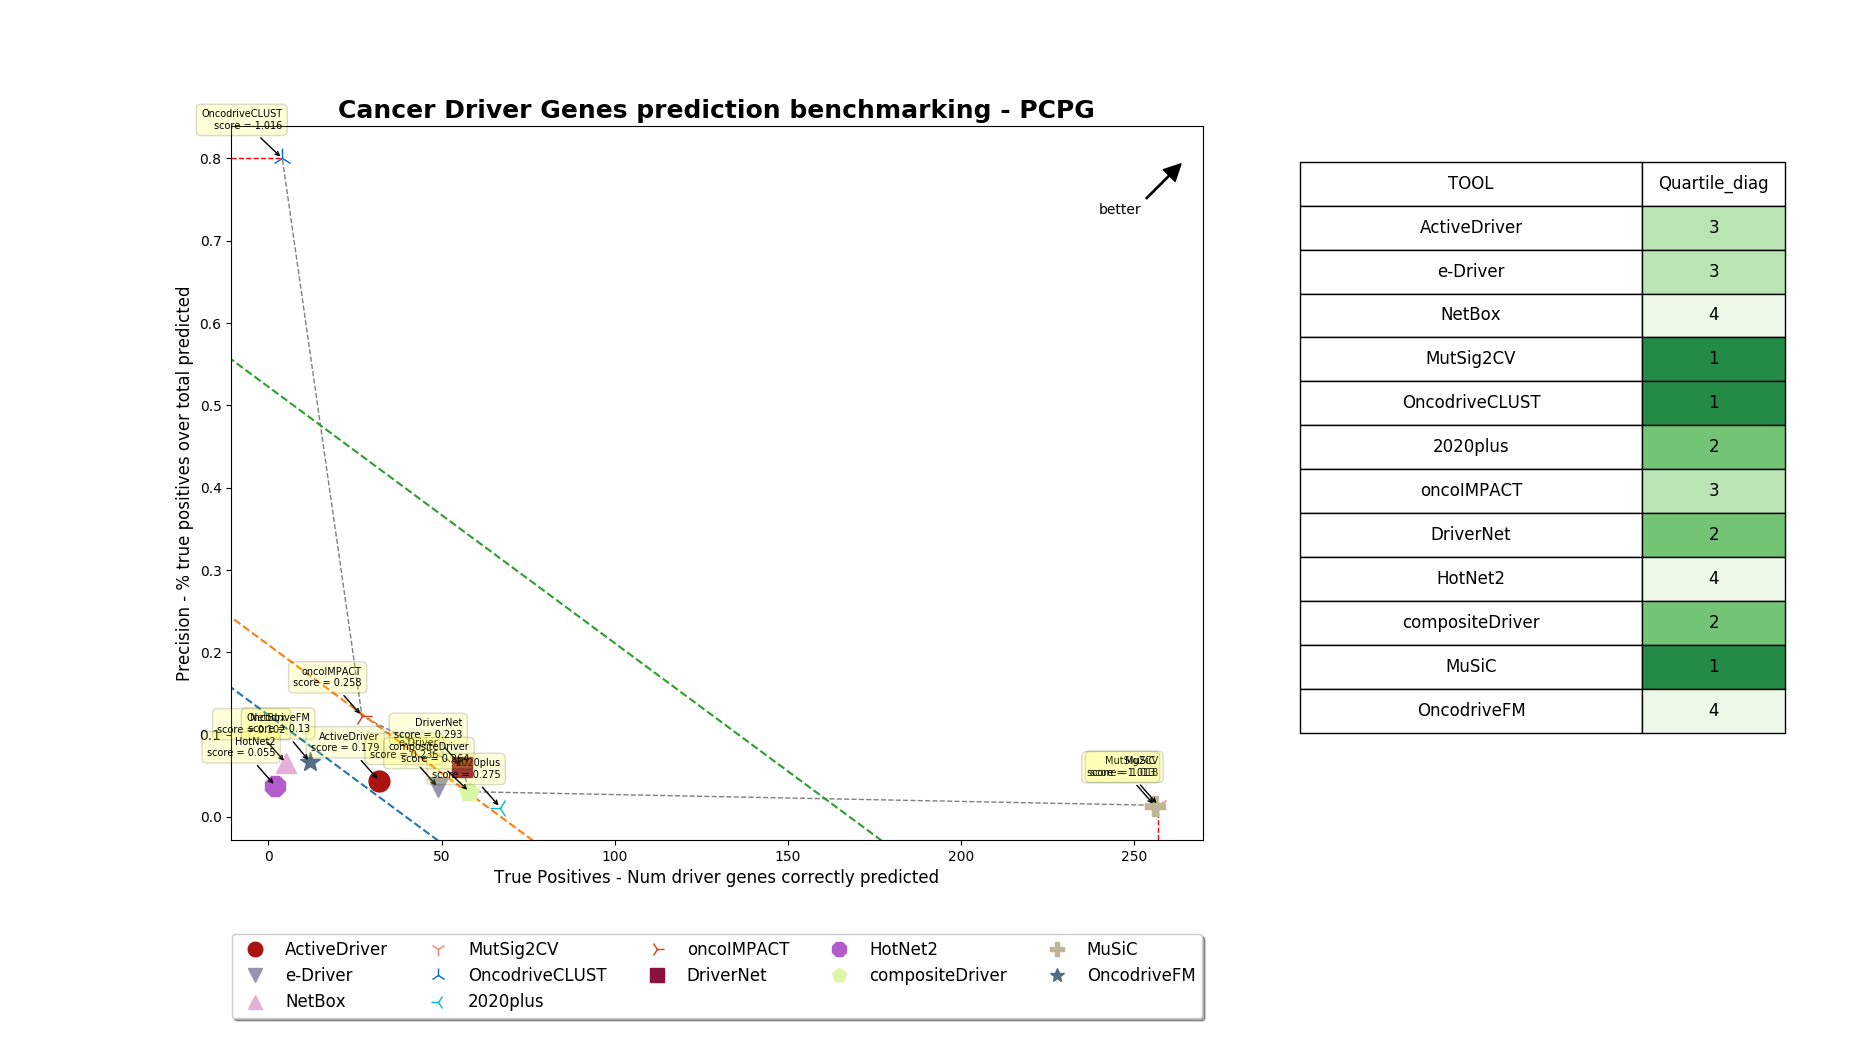 Cancer Driver Genes prediction benchmarking - PCPG
OncodriveCLUST
score = 1.016
better
0.8
0.7
0.6
0.5
0.4
0.3
0.2
0.1
0.0
Precision - % true positives over total predicted
oncoIMPACT
score = 0.258
OncodriveFM
HotNet2
score = 0.055
ActiveDriver
score = 0.179
DriverNet
score = 0.293
e-Driver
compositeDriver
2020plus
score = 0.275
MutSig2CV
MuSiC
0
50
100
150
200
250
True Positives - Num driver genes correctly predicted
TOOL Quartile_diag
ActiveDriver 3
e-Driver 3
NetBox 4
MutSig2CV 1
OncodriveCLUST 1
2020plus 2
oncoIMPACT 3
DriverNet 2
HotNet2 4
compositeDriver 2
MuSiC 1
OncodriveFM 4
ActiveDriver
e-Driver
NetBox
MutSig2CV
OncodriveCLUST
2020plus
oncoIMPACT
DriverNet
HotNet2
compositeDriver
MuSiC
OncodriveFM